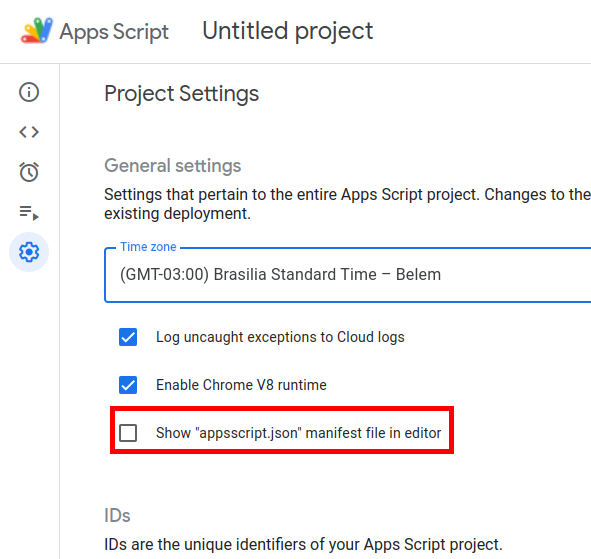 Apps Script Untitled project
Project Settings
General settings
Settings that pertain to the entire Apps Script project. Changes to the
existing deployment.
Time zone
(GMT-03:00) Brasilia Standard Time – Belem
Log uncaught exceptions to Cloud logs
Enable Chrome V8 runtime
Show "appsscript.json" manifest file in editor
IDs
IDs are the unique identifiers of your Apps Script project.